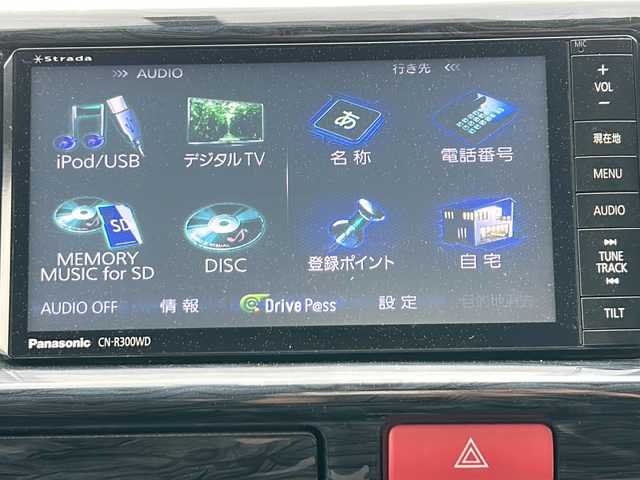 Strada
MIC
AUDIO
行き先
iPod/USB
デジタルTV
あ
名称
電話番号
SD
MEMORY
MUSIC for SD
DISC
登録ポイント
自宅
AUDIO OFF
情報
DriveP@ss
設定
Panasonic CN-R300WD
+
VOL
−
現在地
MENU
AUDIO
TUNE
TRACK
TILT